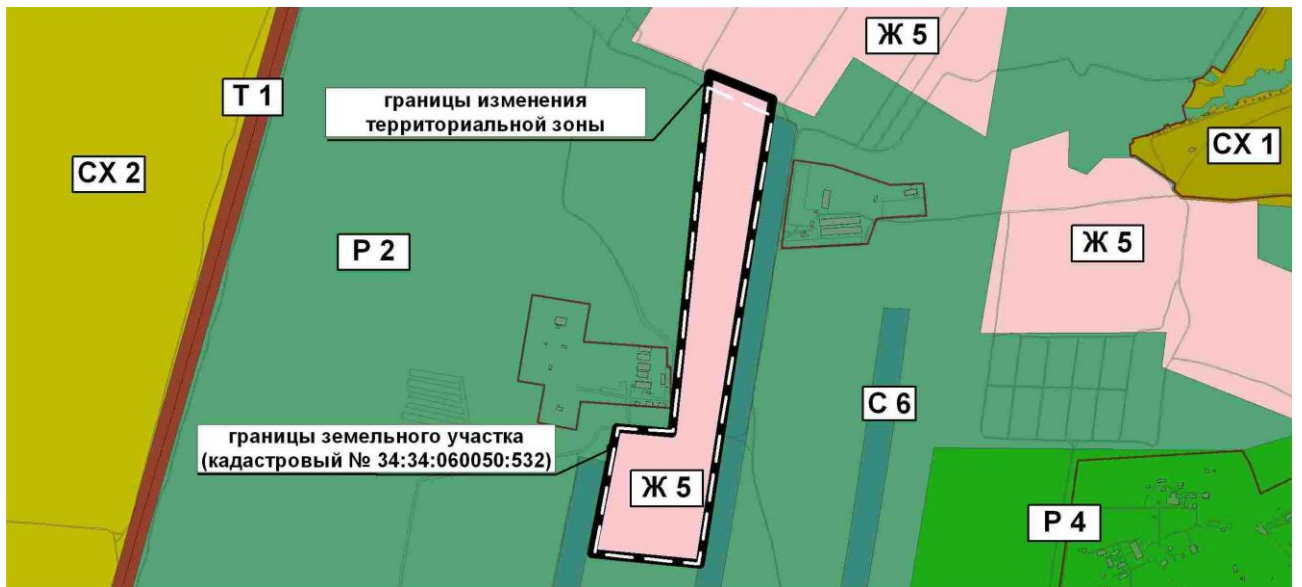 Ж 5
Т 1
границы изменения
территориальной зоны
СХ 2
СХ 1
Р 2
Ж 5
С 6
границы земельного участка
(кадастровый № 34:34:060050:532)
Ж 5
Р 4